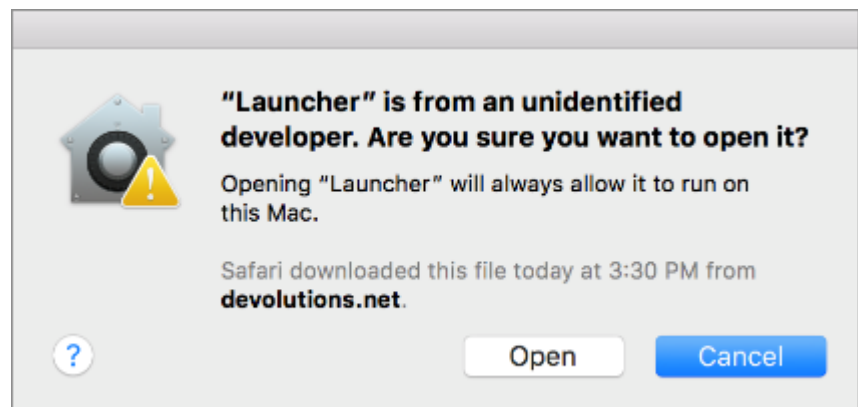 “Launcher” is from an unidentified
developer. Are you sure you want to open it?
Opening “Launcher” will always allow it to run on
this Mac.
Safari downloaded this file today at 3:30 PM from
devolutions.net.
?
Open
Cancel